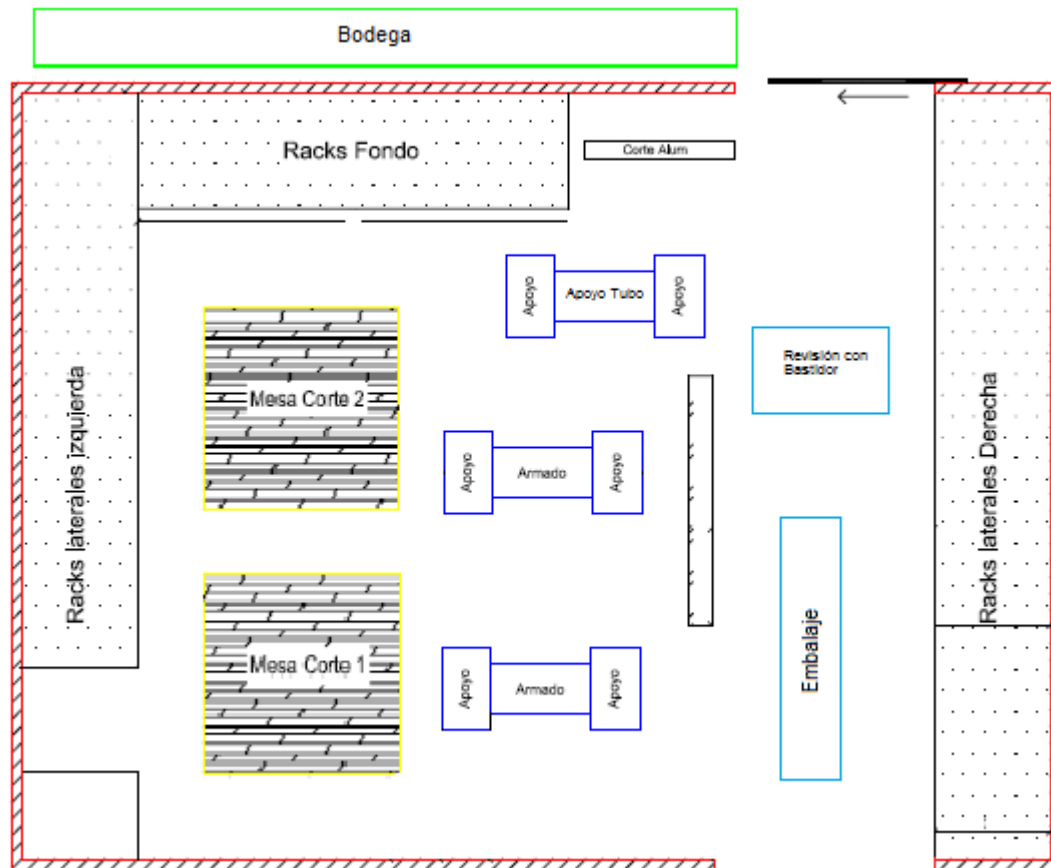 Bodega
Racks Fondo
Corte Alum
Apoyo
Apoyo Tubo
Apoyo
Revisión con
Bastidor
Mesa Corte 2
Racks laterales izquierda
Racks laterales Derecha
Apoyo
Armado
Apoyo
Embalaje
Mesa Corte 1
Apoyo
Armado
Apoyo